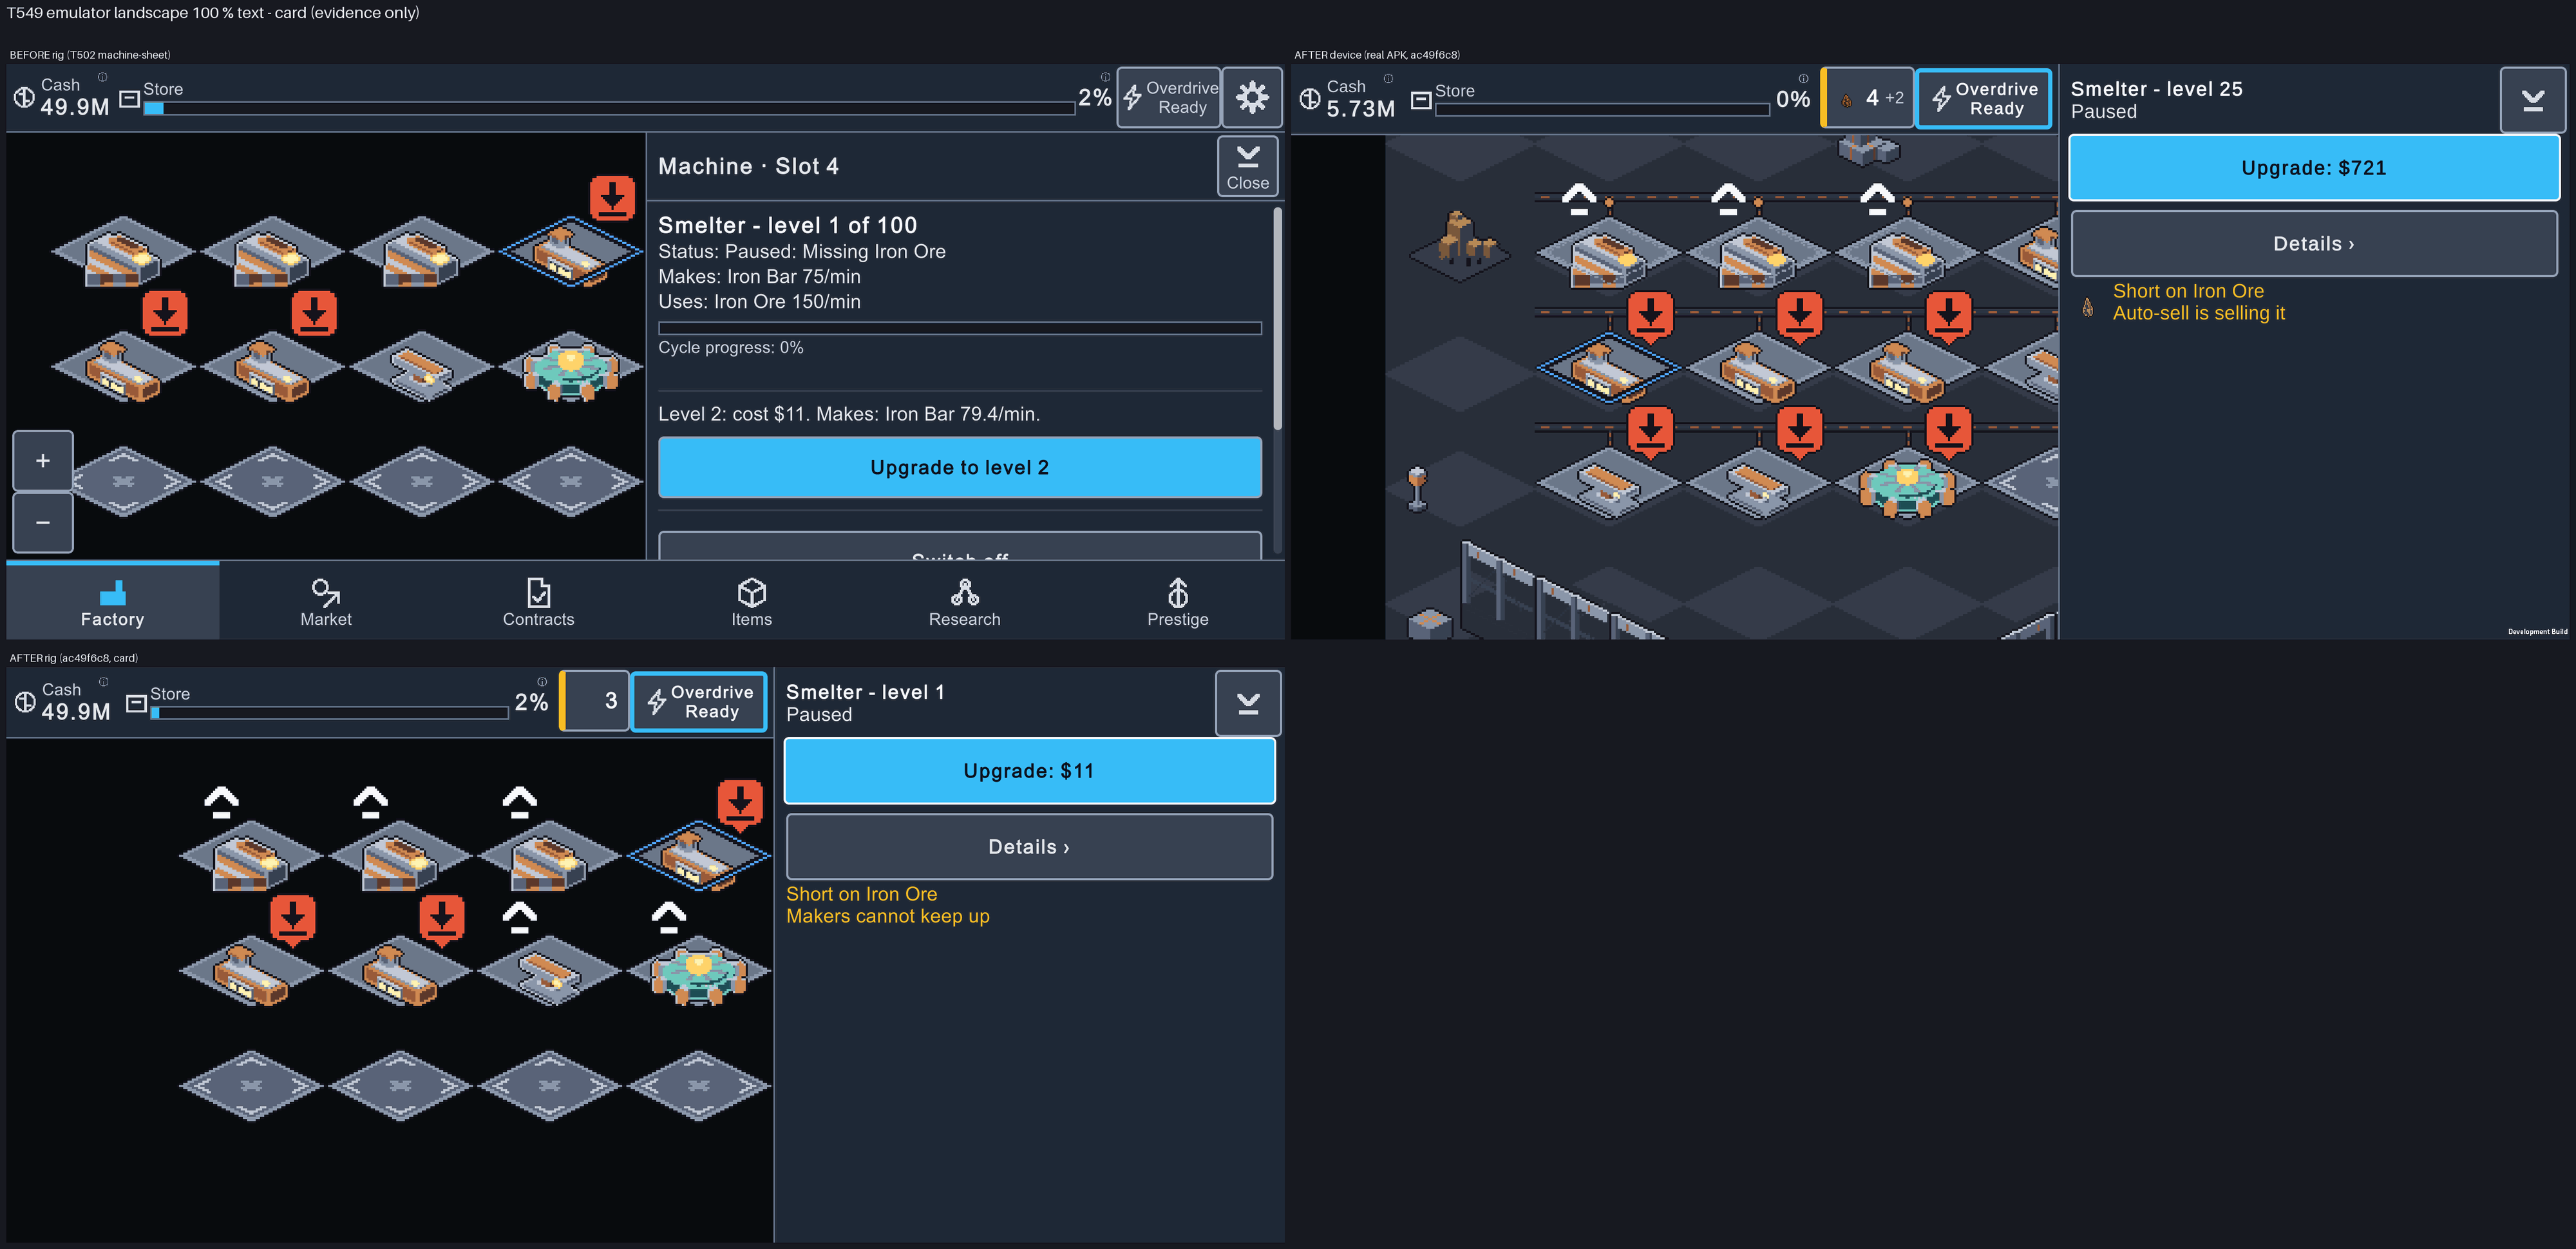 T549 emulator landscape 100 % text - card (evidence only)
BEFORE rig (T502 machine-sheet)
Cash
49.9M
Store
2%
Overdrive
Ready
Machine · Slot 4
Close
Smelter - level 1 of 100
Status: Paused: Missing Iron Ore
Makes: Iron Bar 75/min
Uses: Iron Ore 150/min
Cycle progress: 0%
Level 2: cost $11. Makes: Iron Bar 79.4/min.
Upgrade to level 2
Switch off
+
−
Factory
Market
Contracts
Items
Research
Prestige
AFTER device (real APK, ac49f6c8)
Cash
5.73M
Store
0%
4 +2
Overdrive
Ready
Smelter - level 25
Paused
Upgrade: $721
Details ›
Short on Iron Ore
Auto-sell is selling it
Development Build
AFTER rig (ac49f6c8, card)
Cash
49.9M
Store
2%
3
Overdrive
Ready
Smelter - level 1
Paused
Upgrade: $11
Details ›
Short on Iron Ore
Makers cannot keep up